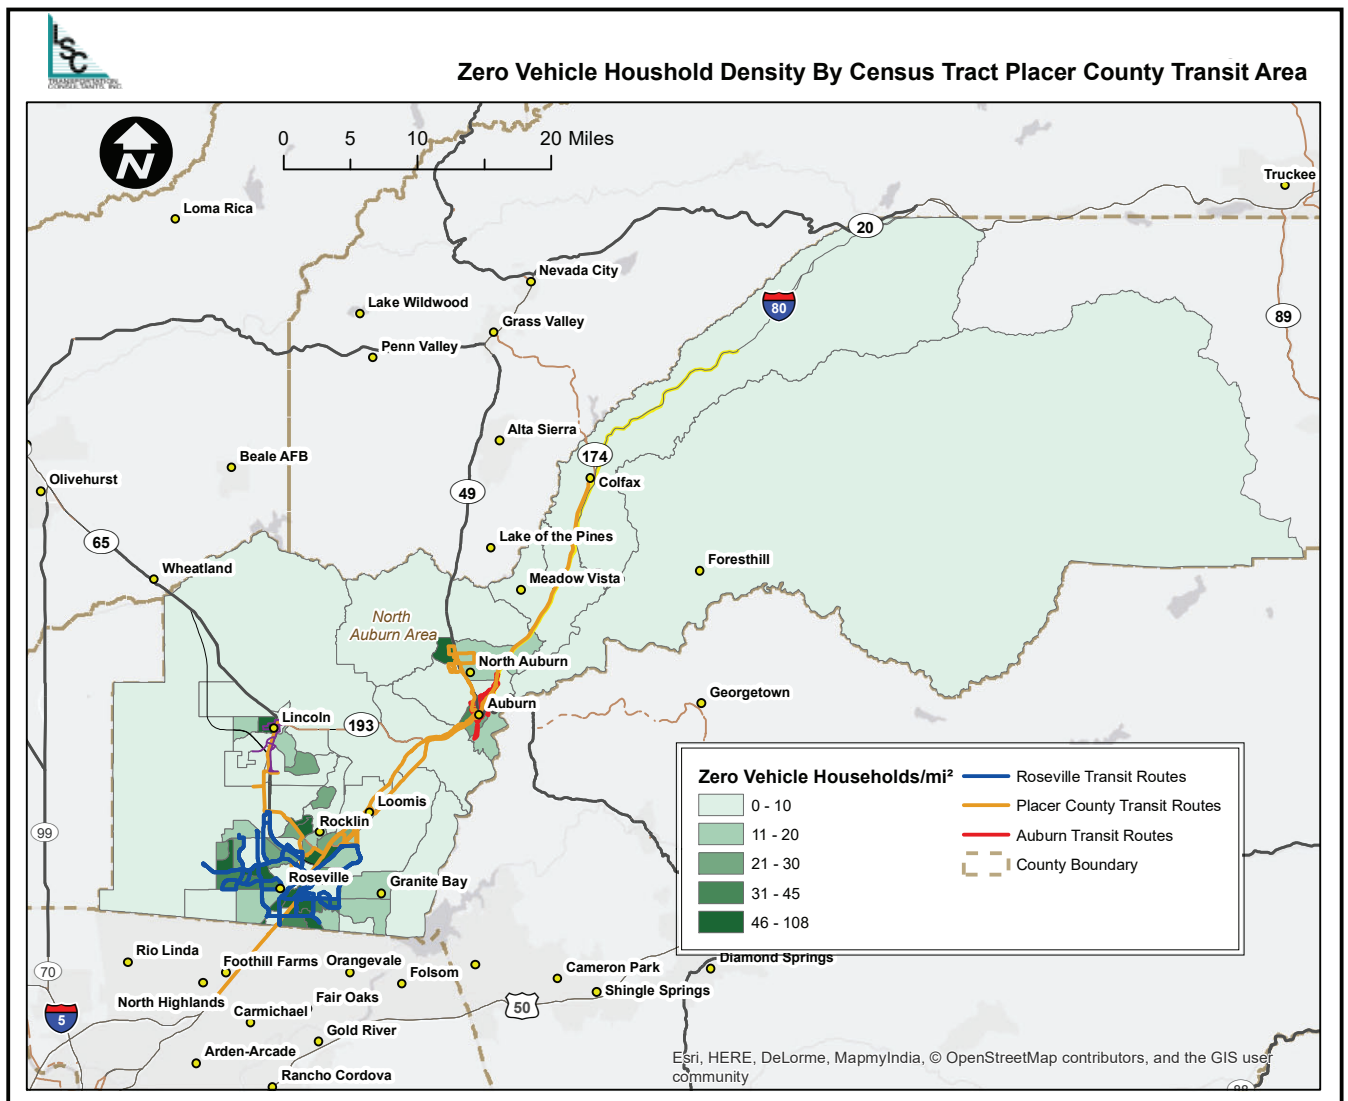 LSC
TRANSPORTATION
CONSULTANTS, INC.
Zero Vehicle Houshold Density By Census Tract Placer County Transit Area
N
0 5 10 20 Miles
Truckee
Loma Rica
20
Nevada City
Lake Wildwood
80
Grass Valley
89
Penn Valley
Alta Sierra
174
Beale AFB
Olivehurst
Colfax
49
65
Lake of the Pines
Wheatland
Foresthill
Meadow Vista
North
Auburn Area
North Auburn
Georgetown
Auburn
Lincoln
193
Zero Vehicle Households/mi²
0 - 10
11 - 20
21 - 30
31 - 45
46 - 108
Roseville Transit Routes
Placer County Transit Routes
Auburn Transit Routes
County Boundary
Loomis
Rocklin
99
Roseville
Granite Bay
Rio Linda
Foothill Farms
Orangevale
Folsom
Cameron Park
Diamond Springs
70
North Highlands
Fair Oaks
Shingle Springs
Carmichael
50
5
Gold River
Arden-Arcade
Rancho Cordova
Esri, HERE, DeLorme, MapmyIndia, © OpenStreetMap contributors, and the GIS user
community